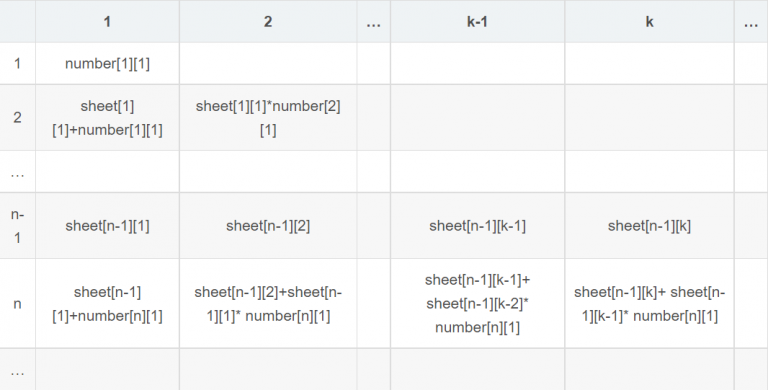 1 2 ... k-1 k ...
1 number[1][1]
2 sheet[1]
[1]+number[1][1] sheet[1][1]*number[2]
[1]
...
n-
1 sheet[n-1][1] sheet[n-1][2] sheet[n-1][k-1] sheet[n-1][k]
n sheet[n-1]
[1]+number[n][1] sheet[n-1][2]+sheet[n-
1][1]* number[n][1] sheet[n-1][k-1]+
sheet[n-1][k-2]*
number[n][1] sheet[n-1][k]+ sheet[n-
1][k-1]* number[n][1]
...